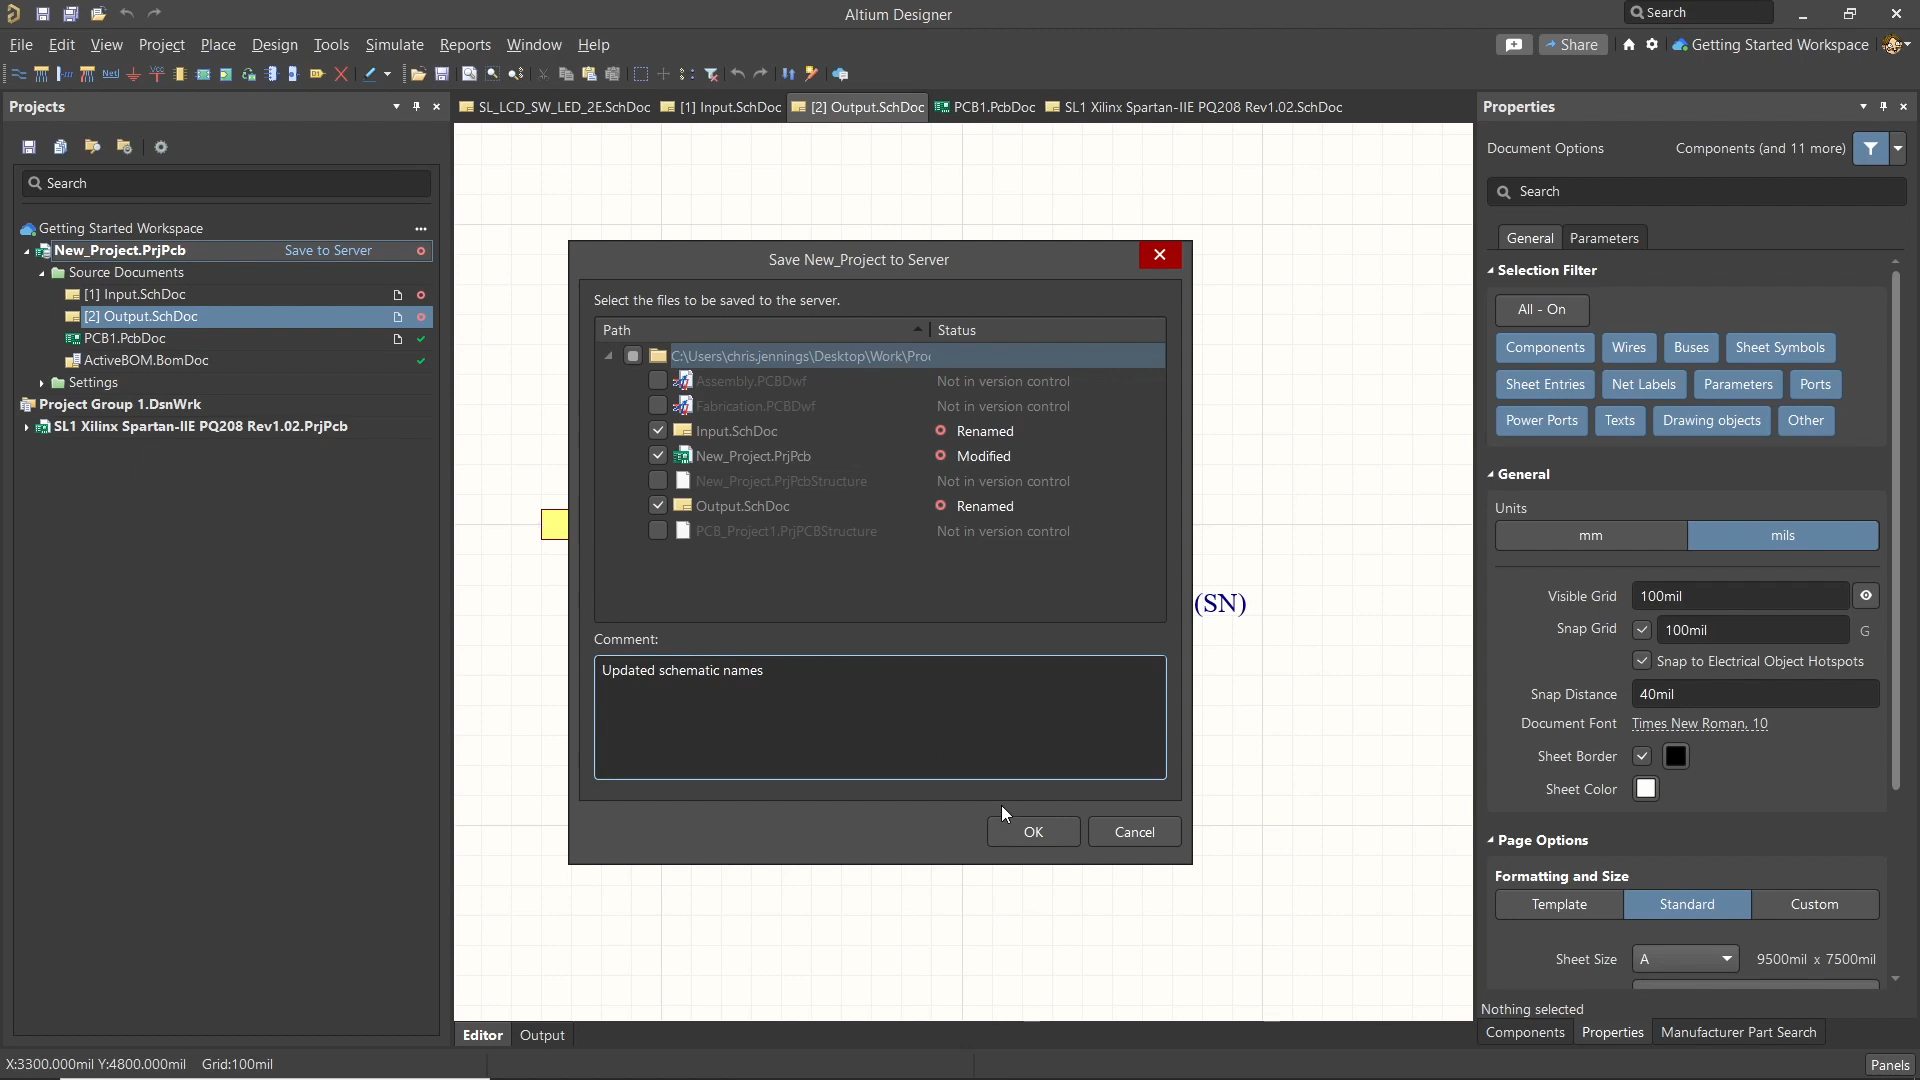 Altium Designer
Search
File Edit View Project Place Design Tools Simulate Reports Window Help
Share
Getting Started Workspace
Projects
SL_LCD_SW_LED_2E.SchDoc
[1] Input.SchDoc
[2] Output.SchDoc
PCB1.PcbDoc
SL1 Xilinx Spartan-IIE PQ208 Rev1.02.SchDoc
Search
Getting Started Workspace
New_Project.PrjPcb Save to Server
Source Documents
[1] Input.SchDoc
[2] Output.SchDoc
PCB1.PcbDoc
ActiveBOM.BomDoc
Settings
Project Group 1.DsnWrk
SL1 Xilinx Spartan-IIE PQ208 Rev1.02.PrjPcb
Save New_Project to Server
Select the files to be saved to the server.
Path Status
C:\Users\chris.jennings\Desktop\Work\Pro
Assembly.PCBDwf Not in version control
Fabrication.PCBDwf Not in version control
Input.SchDoc Renamed
New_Project.PrjPcb Modified
New_Project.PrjPcbStructure Not in version control
Output.SchDoc Renamed
PCB_Project1.PrjPCBStructure Not in version control
Comment:
Updated schematic names
OK Cancel
(SN)
Editor Output
Properties
Document Options Components (and 11 more)
Search
General Parameters
Selection Filter
All - On
Components Wires Buses Sheet Symbols
Sheet Entries Net Labels Parameters Ports
Power Ports Texts Drawing objects Other
General
Units
mm mils
Visible Grid 100mil
Snap Grid 100mil G
Snap to Electrical Object Hotspots
Snap Distance 40mil
Document Font Times New Roman, 10
Sheet Border
Sheet Color
Page Options
Formatting and Size
Template Standard Custom
Sheet Size A 9500mil x 7500mil
Nothing selected
Components Properties Manufacturer Part Search
X:3300.000mil Y:4800.000mil Grid:100mil
Panels